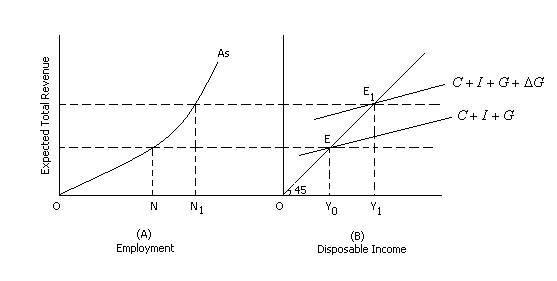 Expected Total Revenue
As
O
N
N1
(A)
Employment
C + I + G + ΔG
C + I + G
E1
E
45
O
Y0
Y1
(B)
Disposable Income